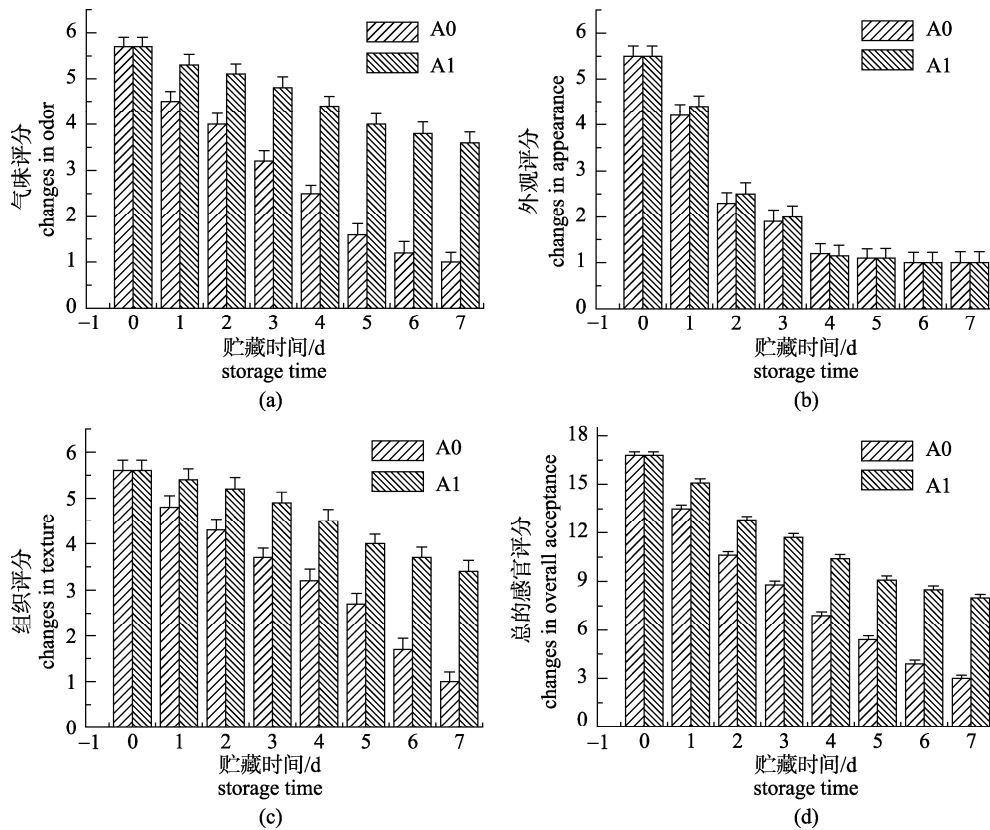 6
5
4
3
2
1
0
气味评分
changes in odor
A0
A1
−1 0 1 2 3 4 5 6 7
贮藏时间/d
storage time
(a)
6
5
4
3
2
1
0
外观评分
changes in appearance
A0
A1
−1 0 1 2 3 4 5 6 7
贮藏时间/d
storage time
(b)
6
5
4
3
2
1
0
组织评分
changes in texture
A0
A1
−1 0 1 2 3 4 5 6 7
贮藏时间/d
storage time
(c)
18
15
12
9
6
3
0
总的感官评分
changes in overall acceptance
A0
A1
−1 0 1 2 3 4 5 6 7
贮藏时间/d
storage time
(d)